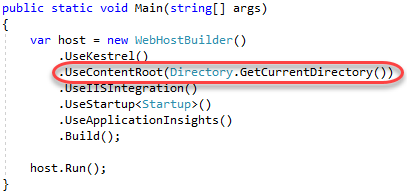 public static void Main(string[] args)
{
    var host = new WebHostBuilder()
        .UseKestrel()
        .UseContentRoot(Directory.GetCurrentDirectory())
        .UseIISIntegration()
        .UseStartup<Startup>()
        .UseApplicationInsights()
        .Build();

    host.Run();
}